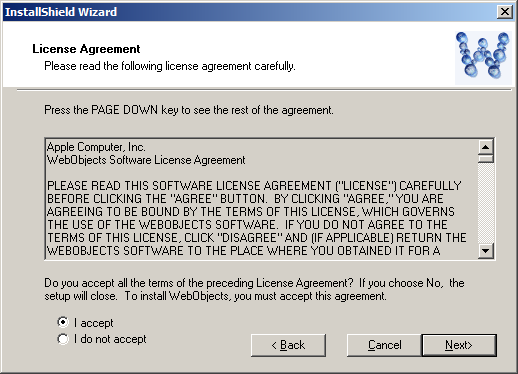 InstallShield Wizard
License Agreement
Please read the following license agreement carefully.
Press the PAGE DOWN key to see the rest of the agreement.
Apple Computer, Inc.
WebObjects Software License Agreement
PLEASE READ THIS SOFTWARE LICENSE AGREEMENT ("LICENSE") CAREFULLY
BEFORE CLICKING THE "AGREE" BUTTON.  BY CLICKING "AGREE," YOU ARE
AGREEING TO BE BOUND BY THE TERMS OF THIS LICENSE, WHICH GOVERNS
THE USE OF THE WEBOBJECTS SOFTWARE.  IF YOU DO NOT AGREE TO THE
TERMS OF THIS LICENSE, CLICK "DISAGREE" AND (IF APPLICABLE) RETURN THE
WEBOBJECTS SOFTWARE TO THE PLACE WHERE YOU OBTAINED IT FOR A
Do you accept all the terms of the preceding License Agreement?  If you choose No,  the
setup will close.  To install WebObjects, you must accept this agreement.
I accept
I do not accept
< Back
Cancel
Next>